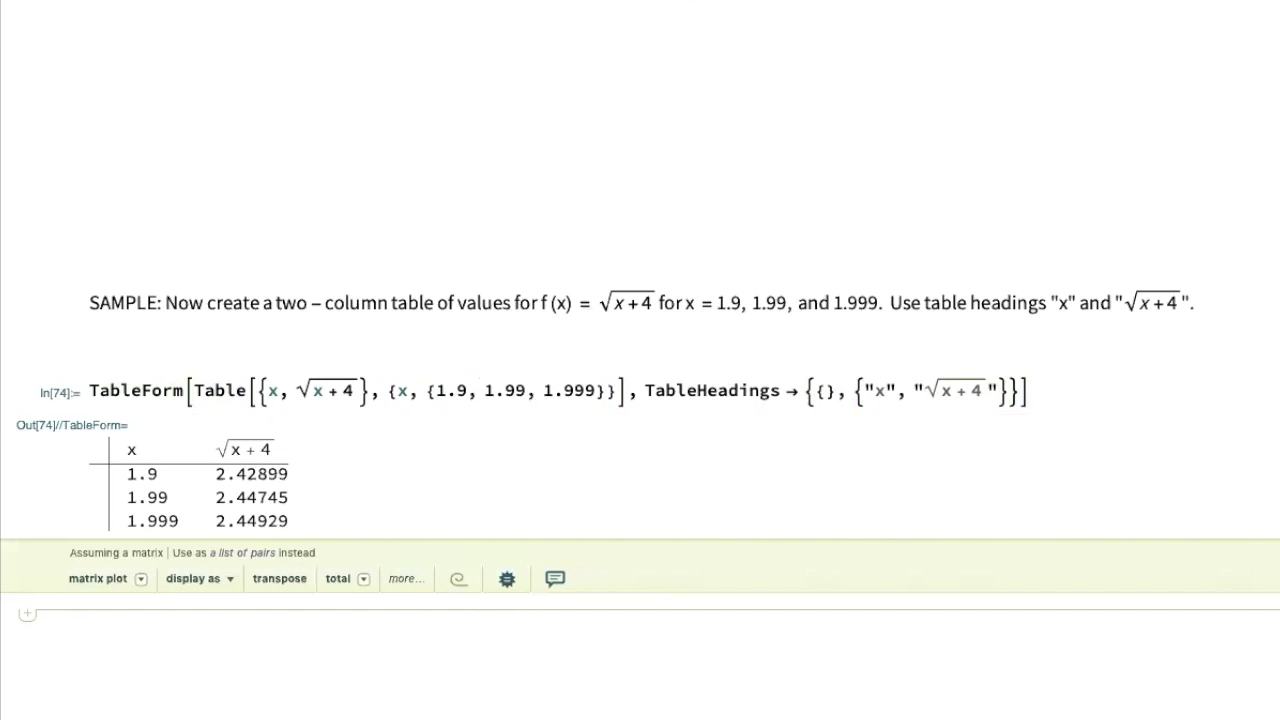 SAMPLE: Now create a two – column table of values for f (x) = √x+4 for x = 1.9, 1.99, and 1.999. Use table headings "x" and "√x+4".
In[74]:= TableForm[Table[{x, √x + 4}, {x, {1.9, 1.99, 1.999}}], TableHeadings → {{}, {"x", "√x + 4"}}]
Out[74]//TableForm=
x √x + 4
1.9 2.42899
1.99 2.44745
1.999 2.44929
Assuming a matrix | Use as a list of pairs instead
matrix plot display as transpose total more...